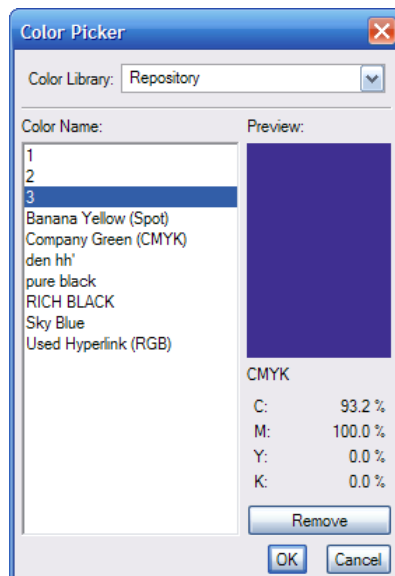 Color Picker
Color Library: Repository
Color Name:
Preview:
1
2
3
Banana Yellow (Spot)
Company Green (CMYK)
den hh'
pure black
RICH BLACK
Sky Blue
Used Hyperlink (RGB)
CMYK
C: 93.2 %
M: 100.0 %
Y: 0.0 %
K: 0.0 %
Remove
OK Cancel